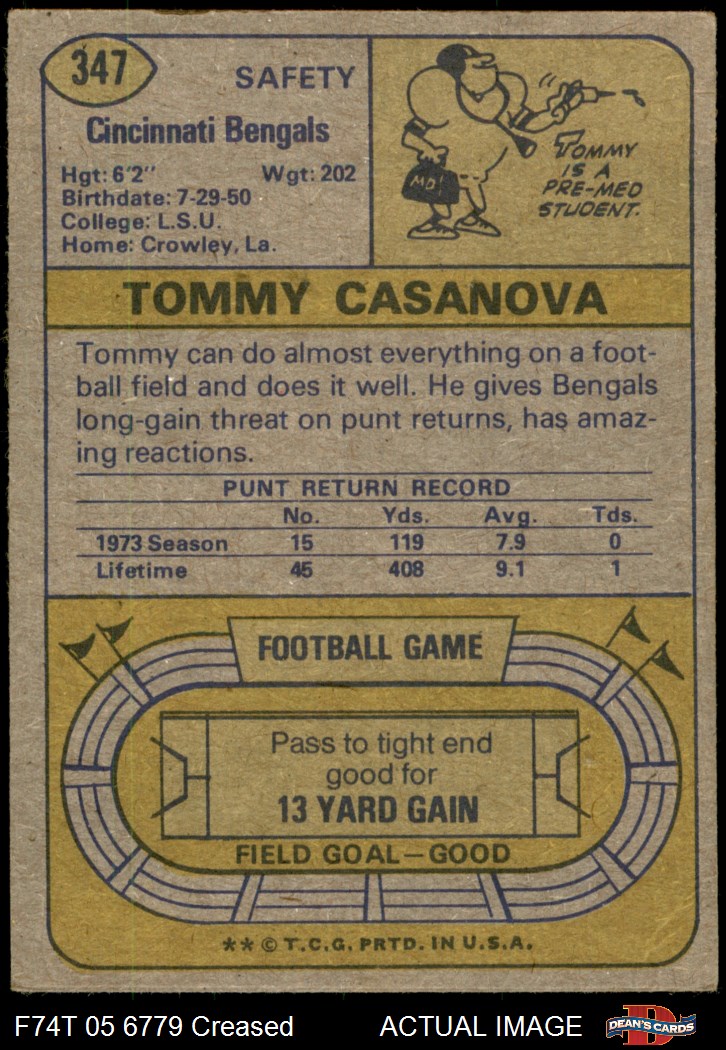 347
SAFETY
Cincinnati Bengals
Hgt: 6'2" Wgt: 202
Birthdate: 7-29-50
College: L.S.U.
Home: Crowley, La.
MD!
TOMMY
IS A
PRE-MED
STUDENT.
TOMMY CASANOVA
Tommy can do almost everything on a foot-
ball field and does it well. He gives Bengals
long-gain threat on punt returns, has amaz-
ing reactions.
PUNT RETURN RECORD
No. Yds. Avg. Tds.
1973 Season 15 119 7.9 0
Lifetime 45 408 9.1 1
FOOTBALL GAME
Pass to tight end
good for
13 YARD GAIN
FIELD GOAL—GOOD
** © T.C.G. PRTD. IN U.S.A.
F74T 05 6779 Creased ACTUAL IMAGE
D
DEAN'S CARDS